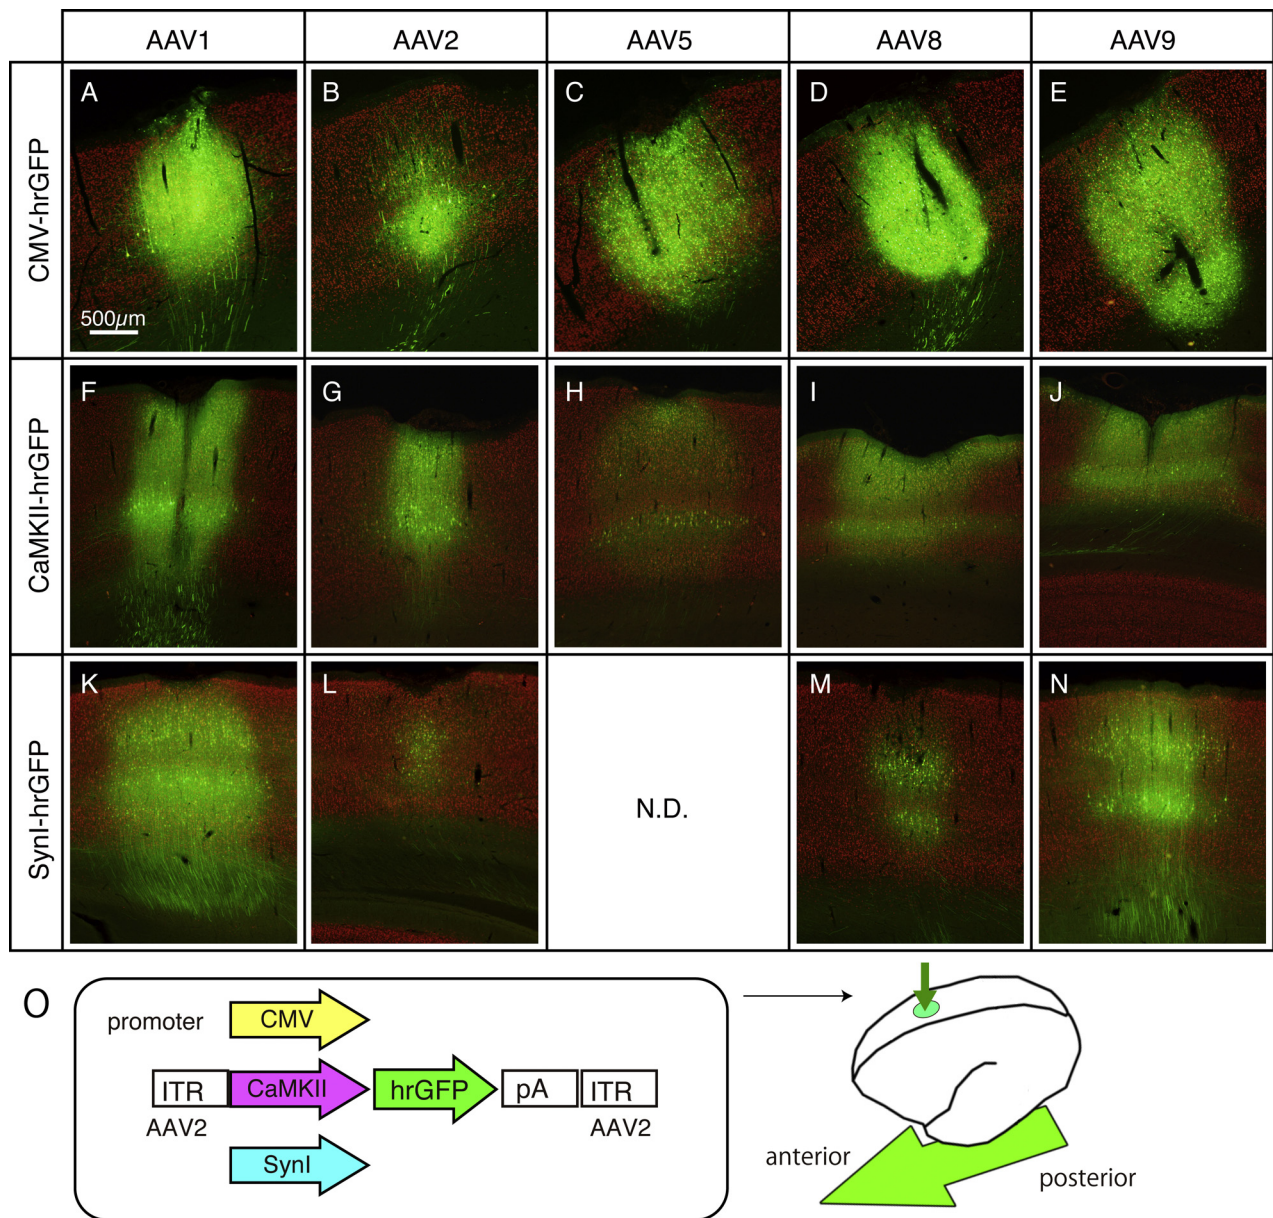 AAV1 AAV2 AAV5 AAV8 AAV9
CMV-hrGFP
A B C D E
500µm
CaMKII-hrGFP
F G H I J
SynI-hrGFP
K L M N
N.D.
O
promoter
CMV
ITR CaMKII hrGFP pA ITR
AAV2 AAV2
SynI
anterior
posterior